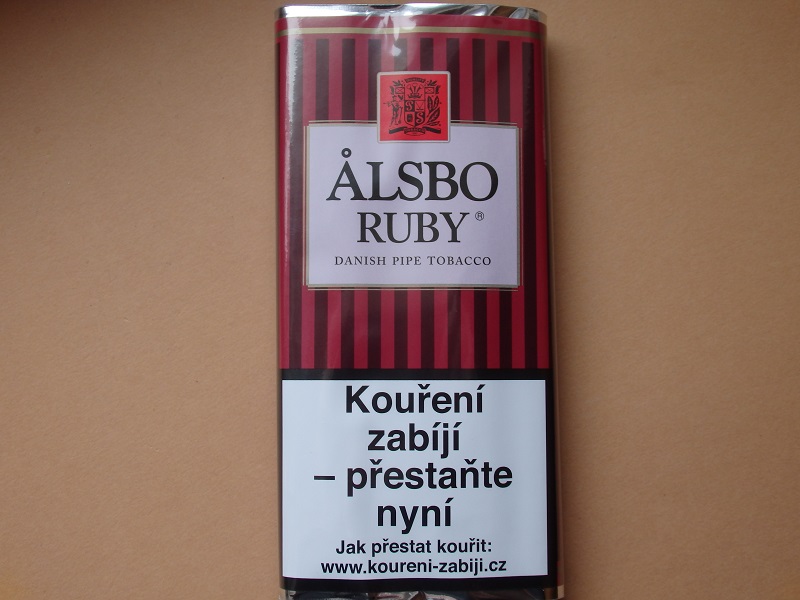 ÅLSBO
RUBY®
DANISH PIPE TOBACCO
Kouření
zabíjí
– přestaňte
nyní
Jak přestat kouřit:
www.koureni-zabiji.cz